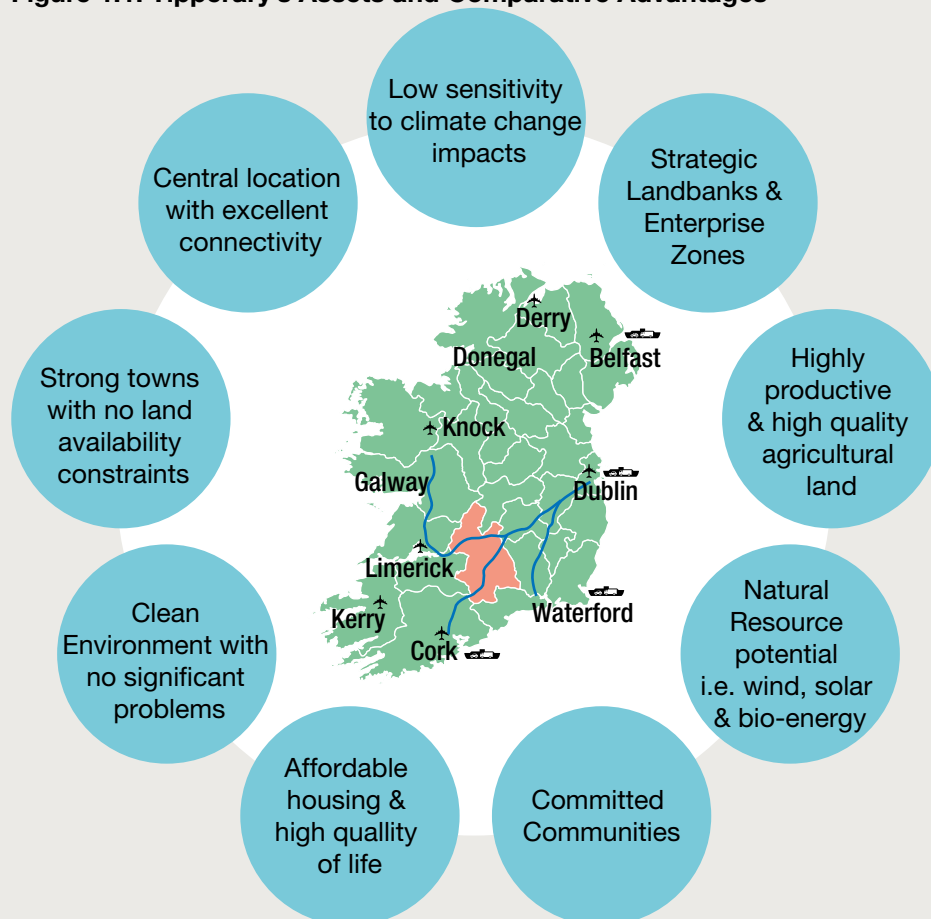 Low sensitivity
to climate change
impacts
Strategic
Landbanks &
Enterprise
Zones
Highly
productive
& high quality
agricultural
land
Natural
Resource
potential
i.e. wind, solar
& bio-energy
Committed
Communities
Affordable
housing &
high quallity
of life
Clean
Environment with
no significant
problems
Strong towns
with no land
availability
constraints
Central location
with excellent
connectivity
Derry
Donegal
Belfast
Knock
Galway
Dublin
Limerick
Kerry
Waterford
Cork